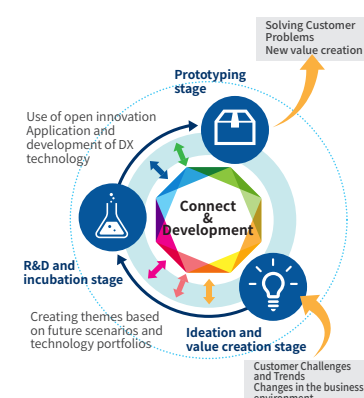 Solving Customer
Problems
New value creation
Prototyping
stage
Use of open innovation
Application and
development of DX
technology
Connect
&
Development
R&D and
incubation stage
Creating themes based
on future scenarios and
technology portfolios
Ideation and
value creation stage
Customer Challenges
and Trends
Changes in the business
environment